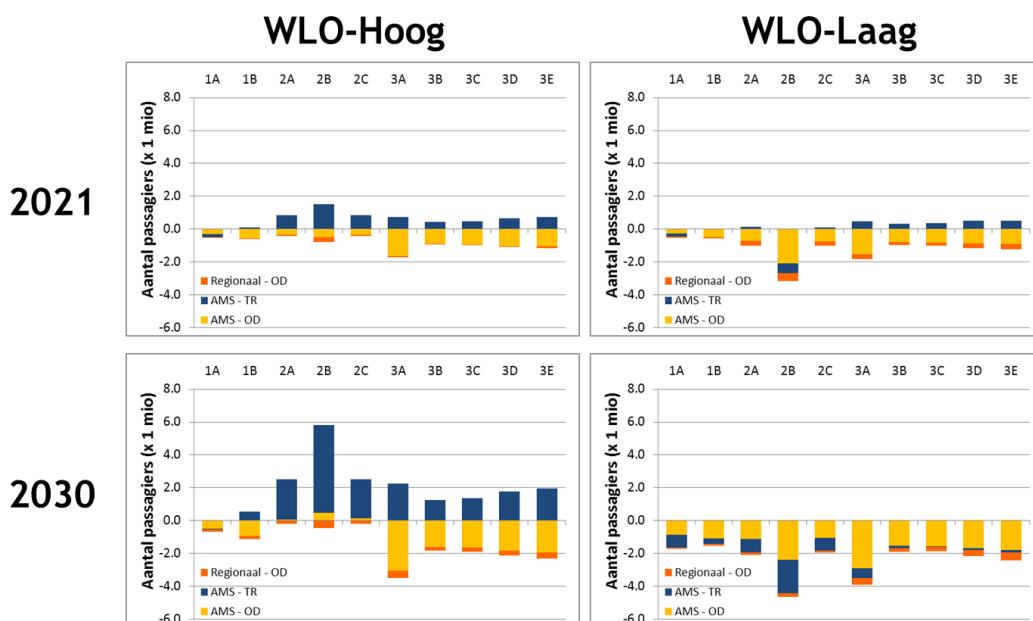 WLO-Hoog WLO-Laag
2021
Aantal passagiers (x 1 mio)
1A 1B 2A 2B 2C 3A 3B 3C 3D 3E
8.0
6.0
4.0
2.0
0.0
-2.0
-4.0
-6.0
Regionaal - OD
AMS - TR
AMS - OD
Aantal passagiers (x 1 mio)
1A 1B 2A 2B 2C 3A 3B 3C 3D 3E
8.0
6.0
4.0
2.0
0.0
-2.0
-4.0
-6.0
Regionaal - OD
AMS - TR
AMS - OD
2030
Aantal passagiers (x 1 mio)
1A 1B 2A 2B 2C 3A 3B 3C 3D 3E
8.0
6.0
4.0
2.0
0.0
-2.0
-4.0
-6.0
Regionaal - OD
AMS - TR
AMS - OD
Aantal passagiers (x 1 mio)
1A 1B 2A 2B 2C 3A 3B 3C 3D 3E
8.0
6.0
4.0
2.0
0.0
-2.0
-4.0
-6.0
Regionaal - OD
AMS - TR
AMS - OD